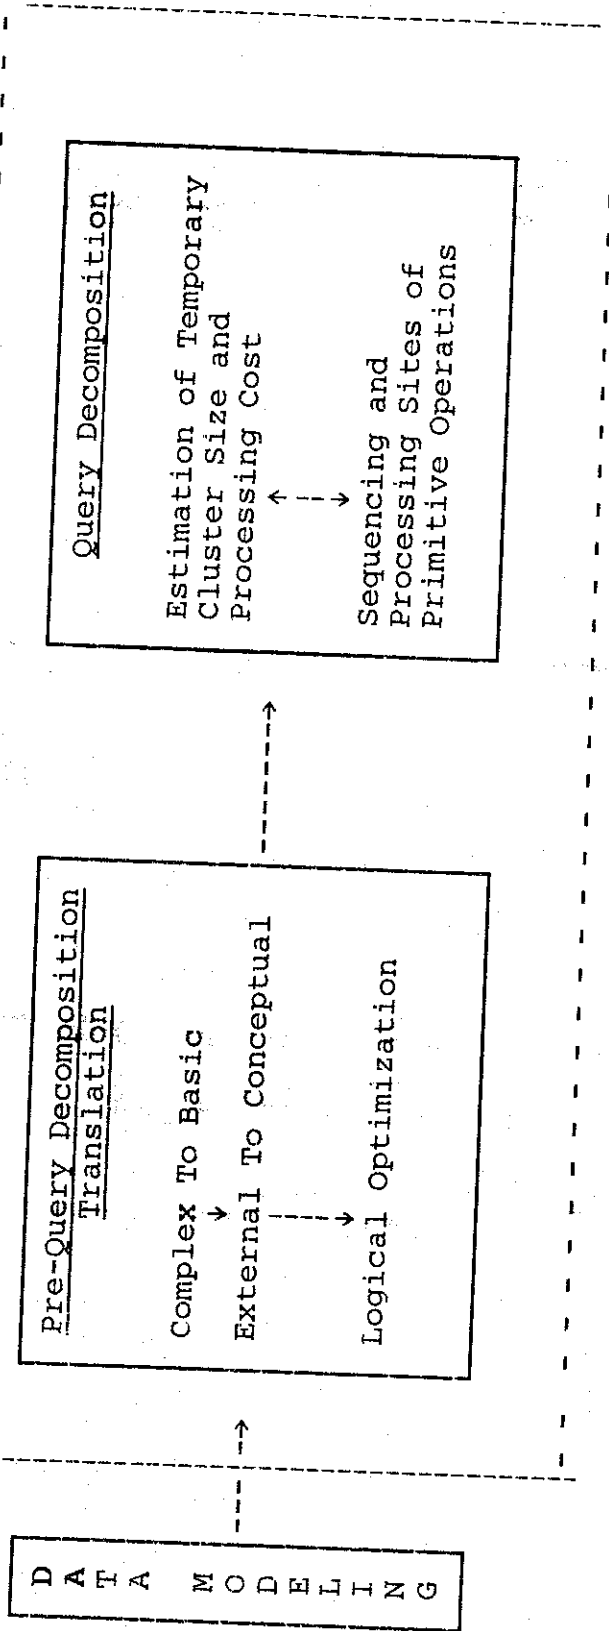 DATA MODELING
Pre-Query Decomposition
Translation
Complex To Basic
External To Conceptual
Logical Optimization
Query Decomposition
Estimation of Temporary
Cluster Size and
Processing Cost
Sequencing and
Processing Sites of
Primitive Operations